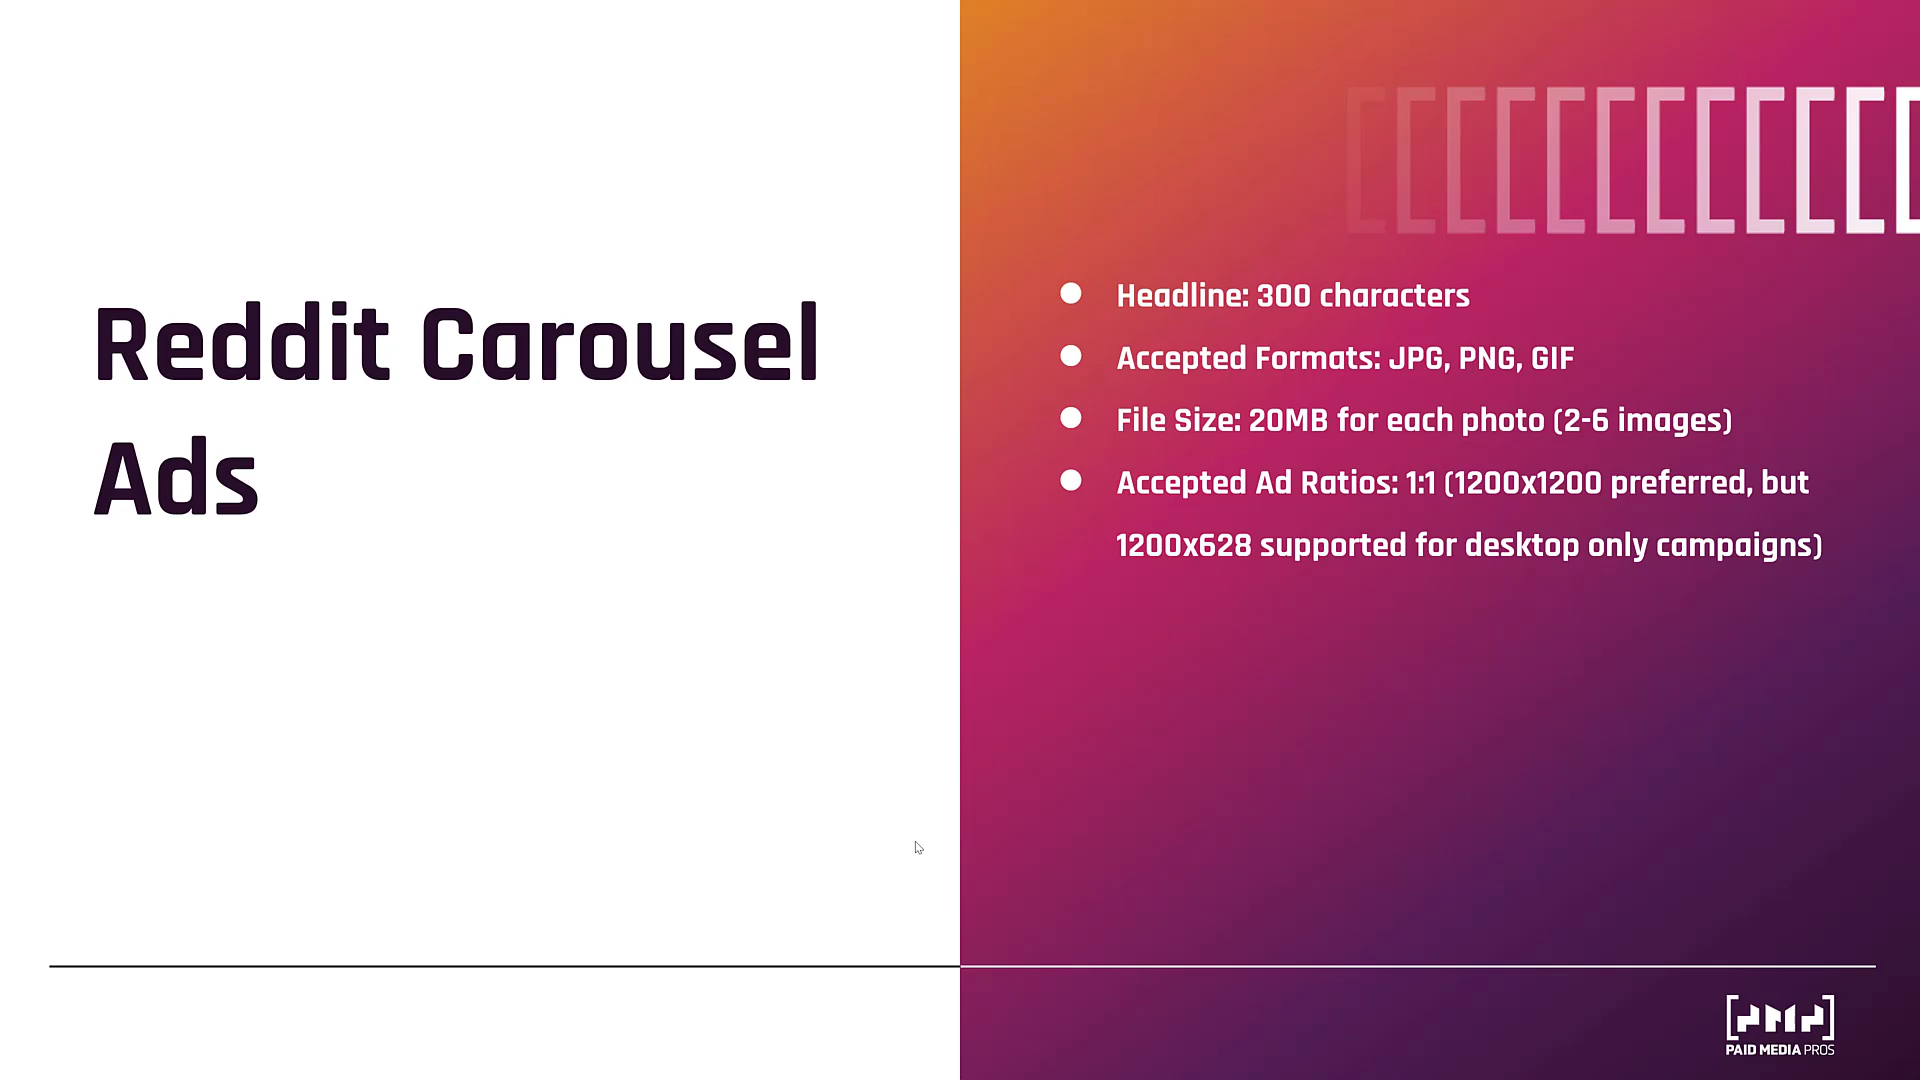 Reddit Carousel
Ads
Headline: 300 characters
Accepted Formats: JPG, PNG, GIF
File Size: 20MB for each photo (2-6 images)
Accepted Ad Ratios: 1:1 (1200x1200 preferred, but
1200x628 supported for desktop only campaigns)
PMP
PAID MEDIA PROS